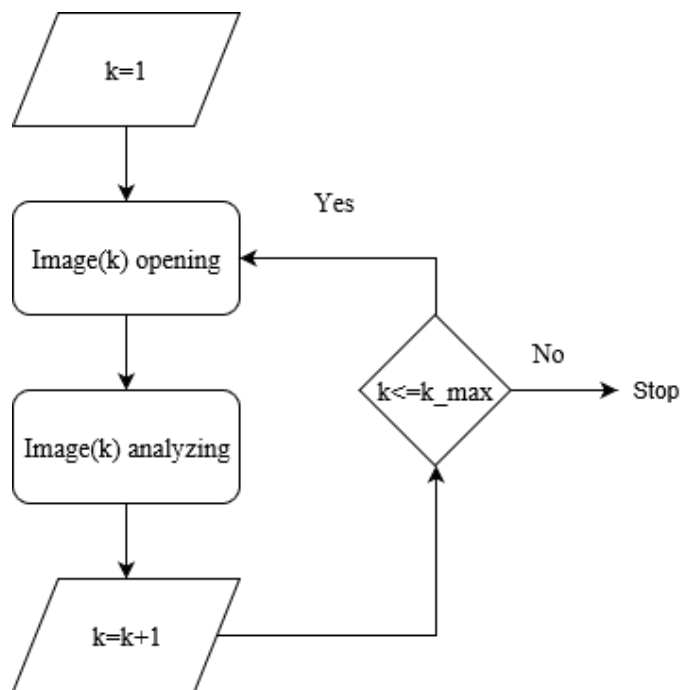 k=1
Yes
Image(k) opening
No
k<=k_max
Stop
Image(k) analyzing
k=k+1